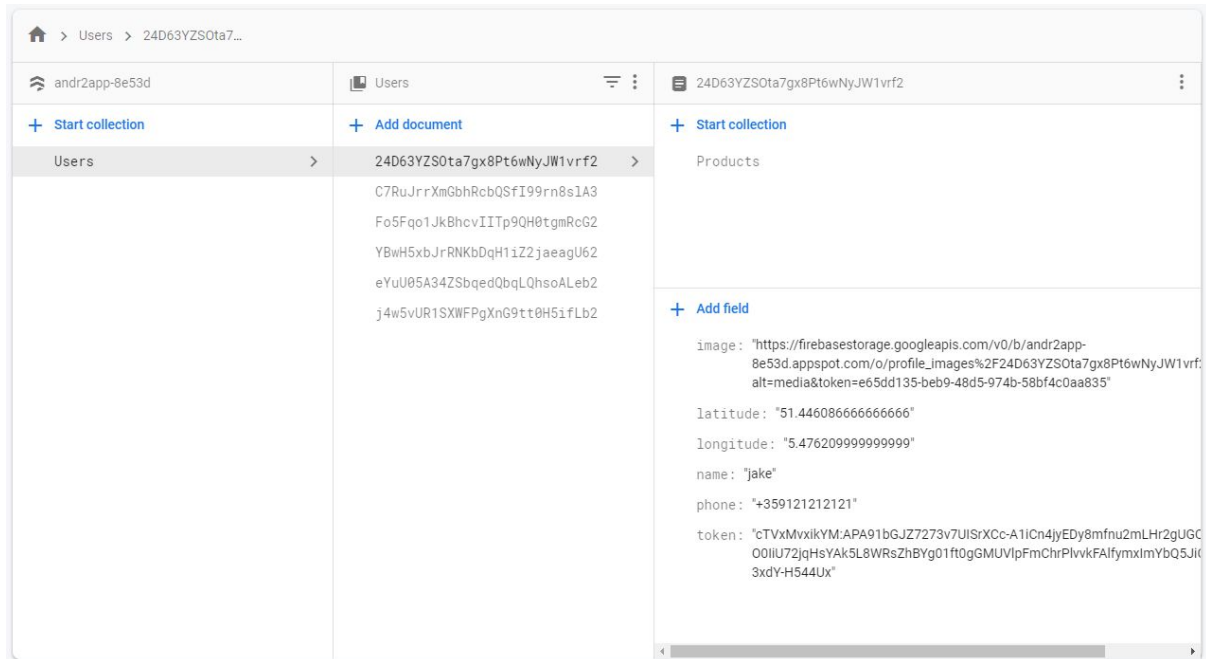 Users > 24D63YZSOta7…
andr2app-8e53d
Users
24D63YZSOta7gx8Pt6wNyJW1vrf2
+ Start collection
+ Add document
+ Start collection
Users
24D63YZSOta7gx8Pt6wNyJW1vrf2
Products
C7RuJrrXmGbhRcbQSfI99rn8slA3
Fo5Fqo1JkBhcvIITp9QH0tgmRcG2
YBwH5xbJrRNKbDqH1iZ2jaeagU62
eYuU05A34ZSbqedQbqLQhsoALeb2
j4w5vUR1SXWFPgXnG9tt0H5ifLb2
+ Add field
image: "https://firebasestorage.googleapis.com/v0/b/andr2app-
8e53d.appspot.com/o/profile_images%2F24D63YZSOta7gx8Pt6wNyJW1vrf
alt=media&token=e65dd135-beb9-48d5-974b-58bf4c0aa835"
latitude: "51.446086666666666"
longitude: "5.476209999999999"
name: "jake"
phone: "+359121212121"
token: "cTVxMvxikYM:APA91bGJZ7273v7UISrXCc-A1iCn4jyEDy8mfnu2mLHr2gUGC
O0IiU72jqHsYAk5L8WRsZhBYg01ft0gGMUVlpFmChrPlvvkFAlfymxImYbQ5Ji
3xdY-H544Ux"